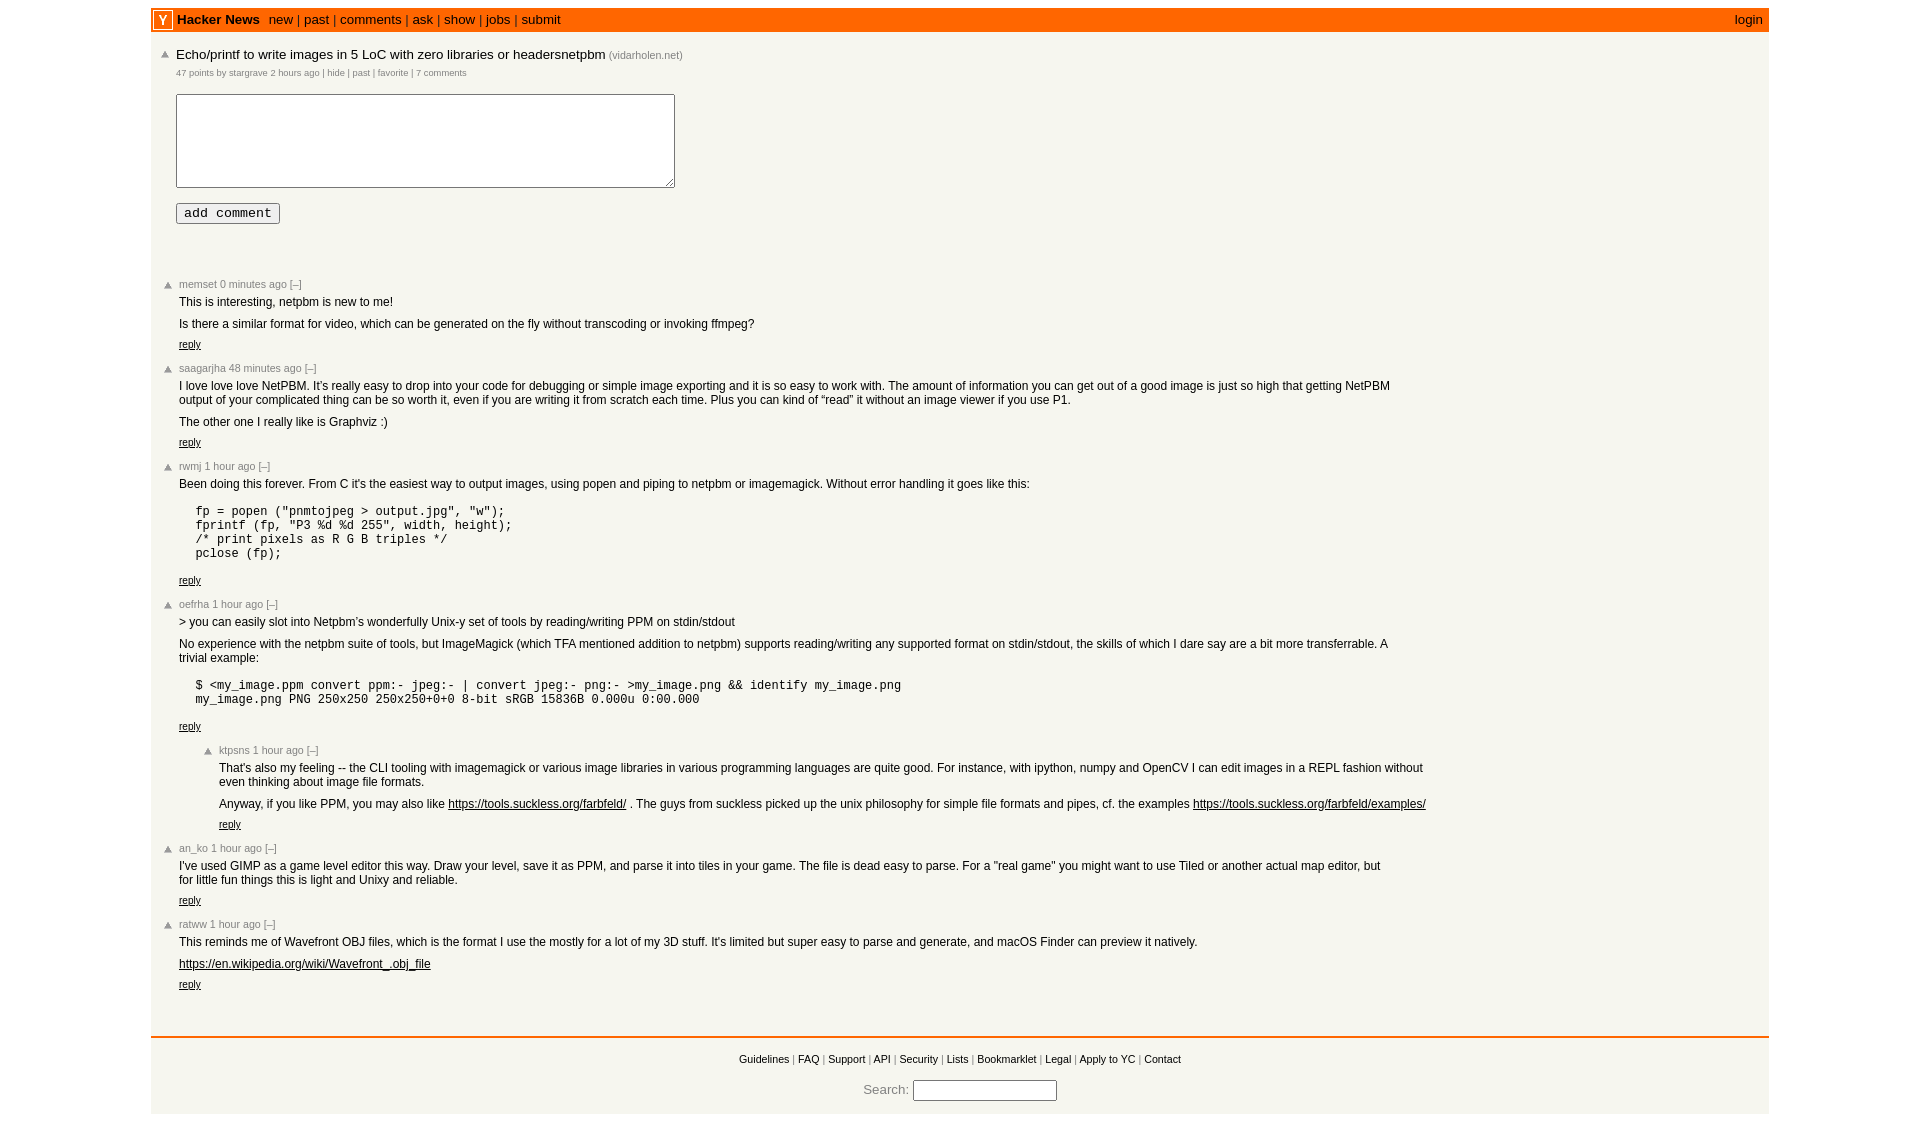 Y Hacker News new | past | comments | ask | show | jobs | submit login
Echo/printf to write images in 5 LoC with zero libraries or headersnetpbm (vidarholen.net)
47 points by stargrave 2 hours ago | hide | past | favorite | 7 comments
add comment
memset 0 minutes ago [–]
This is interesting, netpbm is new to me!
Is there a similar format for video, which can be generated on the fly without transcoding or invoking ffmpeg?
reply
saagarjha 48 minutes ago [–]
I love love love NetPBM. It’s really easy to drop into your code for debugging or simple image exporting and it is so easy to work with. The amount of information you can get out of a good image is just so high that getting NetPBM
output of your complicated thing can be so worth it, even if you are writing it from scratch each time. Plus you can kind of “read” it without an image viewer if you use P1.
The other one I really like is Graphviz :)
reply
rwmj 1 hour ago [–]
Been doing this forever. From C it's the easiest way to output images, using popen and piping to netpbm or imagemagick. Without error handling it goes like this:
fp = popen ("pnmtojpeg > output.jpg", "w");
fprintf (fp, "P3 %d %d 255", width, height);
/* print pixels as R G B triples */
pclose (fp);
reply
oefrha 1 hour ago [–]
> you can easily slot into Netpbm’s wonderfully Unix-y set of tools by reading/writing PPM on stdin/stdout
No experience with the netpbm suite of tools, but ImageMagick (which TFA mentioned addition to netpbm) supports reading/writing any supported format on stdin/stdout, the skills of which I dare say are a bit more transferrable. A
trivial example:
$ <my_image.ppm convert ppm:- jpeg:- | convert jpeg:- png:- >my_image.png && identify my_image.png
my_image.png PNG 250x250 250x250+0+0 8-bit sRGB 15836B 0.000u 0:00.000
reply
ktpsns 1 hour ago [–]
That's also my feeling -- the CLI tooling with imagemagick or various image libraries in various programming languages are quite good. For instance, with ipython, numpy and OpenCV I can edit images in a REPL fashion without
even thinking about image file formats.
Anyway, if you like PPM, you may also like https://tools.suckless.org/farbfeld/ . The guys from suckless picked up the unix philosophy for simple file formats and pipes, cf. the examples https://tools.suckless.org/farbfeld/examples/
reply
an_ko 1 hour ago [–]
I've used GIMP as a game level editor this way. Draw your level, save it as PPM, and parse it into tiles in your game. The file is dead easy to parse. For a "real game" you might want to use Tiled or another actual map editor, but
for little fun things this is light and Unixy and reliable.
reply
ratww 1 hour ago [–]
This reminds me of Wavefront OBJ files, which is the format I use the mostly for a lot of my 3D stuff. It's limited but super easy to parse and generate, and macOS Finder can preview it natively.
https://en.wikipedia.org/wiki/Wavefront_.obj_file
reply
Guidelines | FAQ | Support | API | Security | Lists | Bookmarklet | Legal | Apply to YC | Contact
Search: